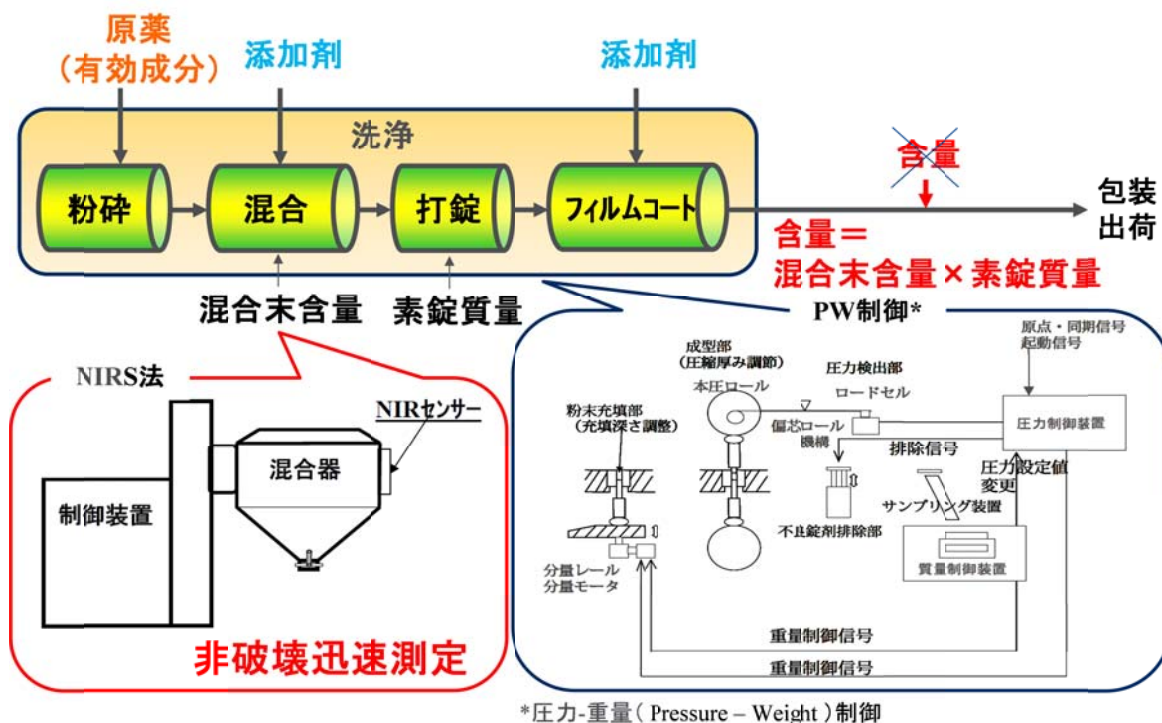 原薬
（有効成分）
添加剤
添加剤
洗浄
粉砕
混合
打錠
フィルムコート
含量
包装
出荷
含量＝
混合末含量×素錠質量
混合末含量
素錠質量
PW制御*
NIRS法
NIRセンサー
混合器
制御装置
非破壊迅速測定
原点・同期信号
起動信号
成型部
（圧縮厚み調節）
本圧ロール
圧力検出部
ロードセル
粉末充填部
（充填深さ調整）
偏芯ロール
機構
圧力制御装置
排除信号
圧力設定値
変更
サンプリング装置
不良錠剤排除部
質量制御装置
分量レール
分量モータ
重量制御信号
重量制御信号
*圧力-重量（ Pressure – Weight ）制御